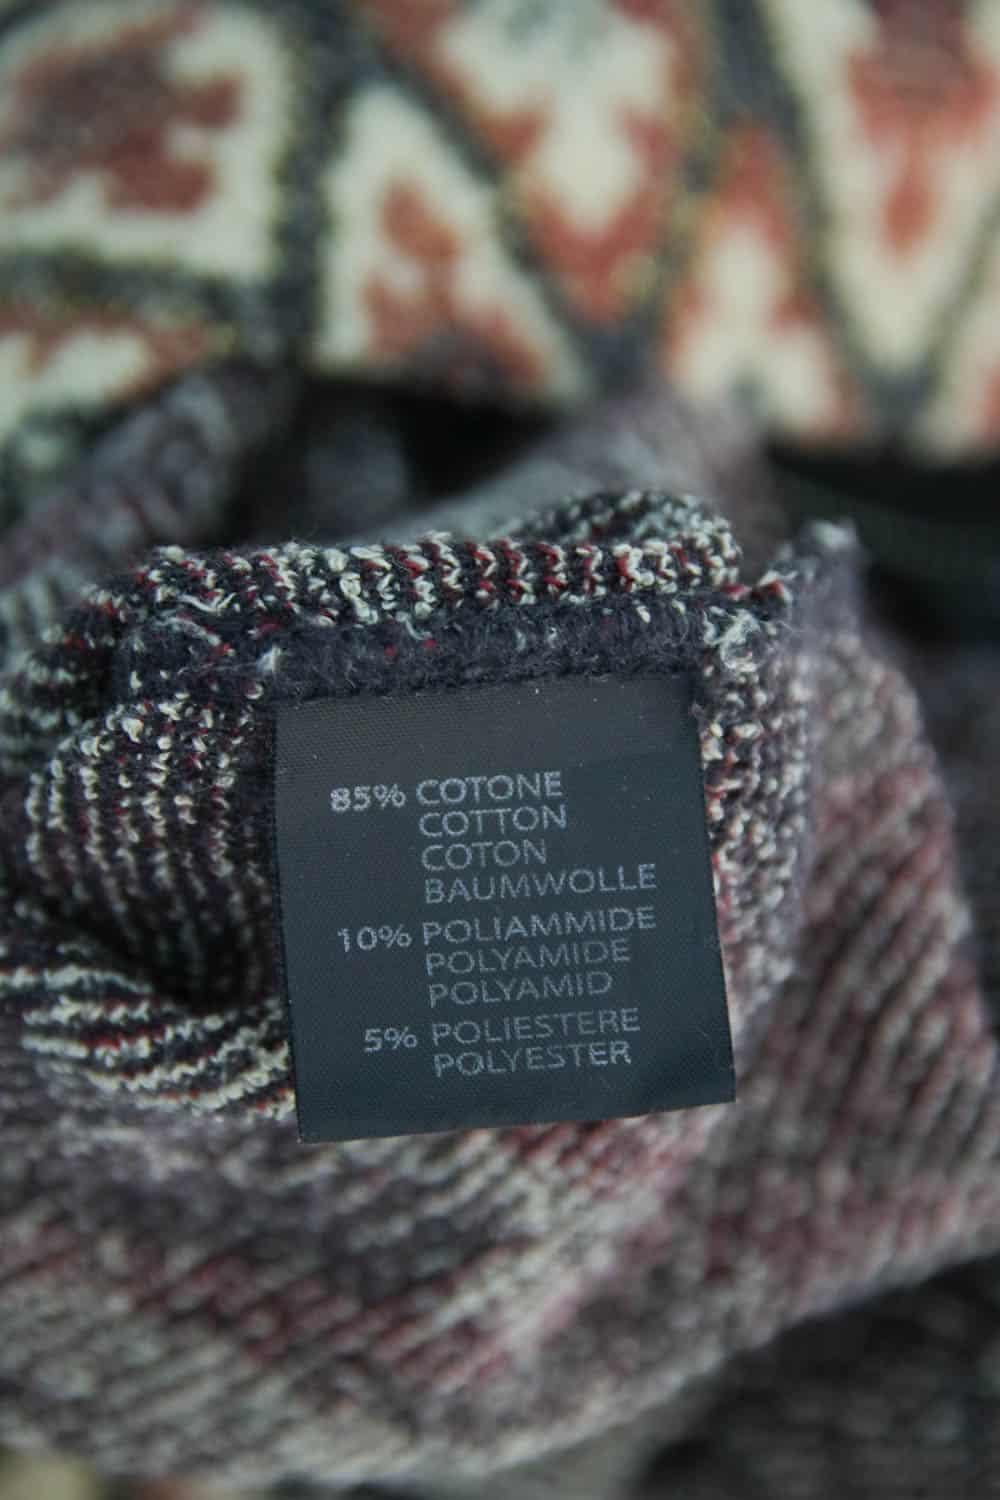 85% COTONE
COTTON
COTON
BAUMWOLLE
10% POLIAMMIDE
POLYAMIDE
POLYAMID
5% POLIESTERE
POLYESTER